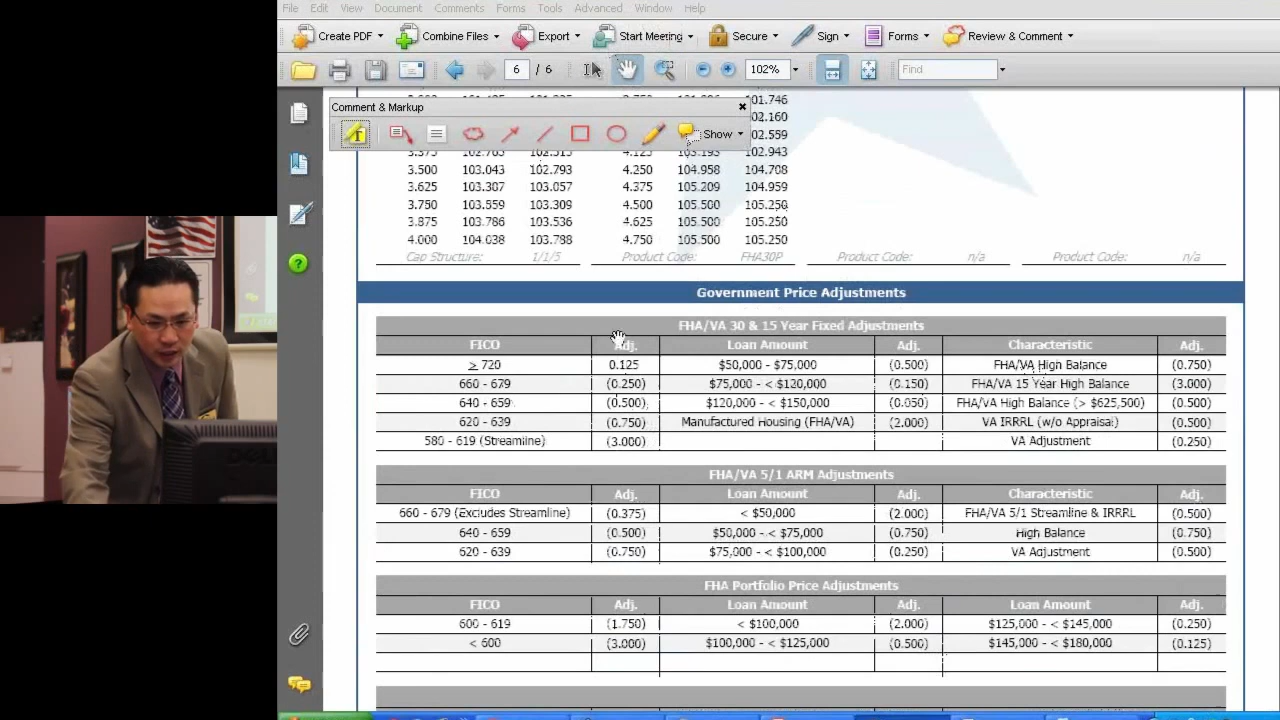 File Edit View Document Comments Forms Tools Advanced Window Help
Create PDF Combine Files Export Start Meeting Secure Sign Forms Review & Comment
6 / 6 102% Find
Comment & Markup
Show
101.746
02.160
02.559
102.943
3.500 103.043 102.793 4.250 104.958 104.708
3.625 103.307 103.057 4.375 105.209 104.959
3.750 103.559 103.309 4.500 105.500 105.250
3.875 103.786 103.536 4.625 105.500 105.250
4.000 104.038 103.788 4.750 105.500 105.250
Cap Structure: 1/1/5 Product Code: FHA30P Product Code: n/a Product Code: n/a
Government Price Adjustments
FHA/VA 30 & 15 Year Fixed Adjustments
FICO Adj. Loan Amount Adj. Characteristic Adj.
> 720 0.125 $50,000 - $75,000 (0.500) FHA/VA High Balance (0.750)
660 - 679 (0.250) $75,000 - < $120,000 (0.150) FHA/VA 15 Year High Balance (3.000)
640 - 659 (0.500) $120,000 - < $150,000 (0.050) FHA/VA High Balance (> $625,500) (0.500)
620 - 639 (0.750) Manufactured Housing (FHA/VA) (2.000) VA IRRRL (w/o Appraisal) (0.500)
580 - 619 (Streamline) (3.000) VA Adjustment (0.250)
FHA/VA 5/1 ARM Adjustments
FICO Adj. Loan Amount Adj. Characteristic Adj.
660 - 679 (Excludes Streamline) (0.375) < $50,000 (2.000) FHA/VA 5/1 Streamline & IRRRL (0.500)
640 - 659 (0.500) $50,000 - < $75,000 (0.750) High Balance (0.750)
620 - 639 (0.750) $75,000 - < $100,000 (0.250) VA Adjustment (0.500)
FHA Portfolio Price Adjustments
FICO Adj. Loan Amount Adj. Loan Amount Adj.
600 - 619 (1.750) < $100,000 (2.000) $125,000 - < $145,000 (0.250)
< 600 (3.000) $100,000 - < $125,000 (0.500) $145,000 - < $180,000 (0.125)